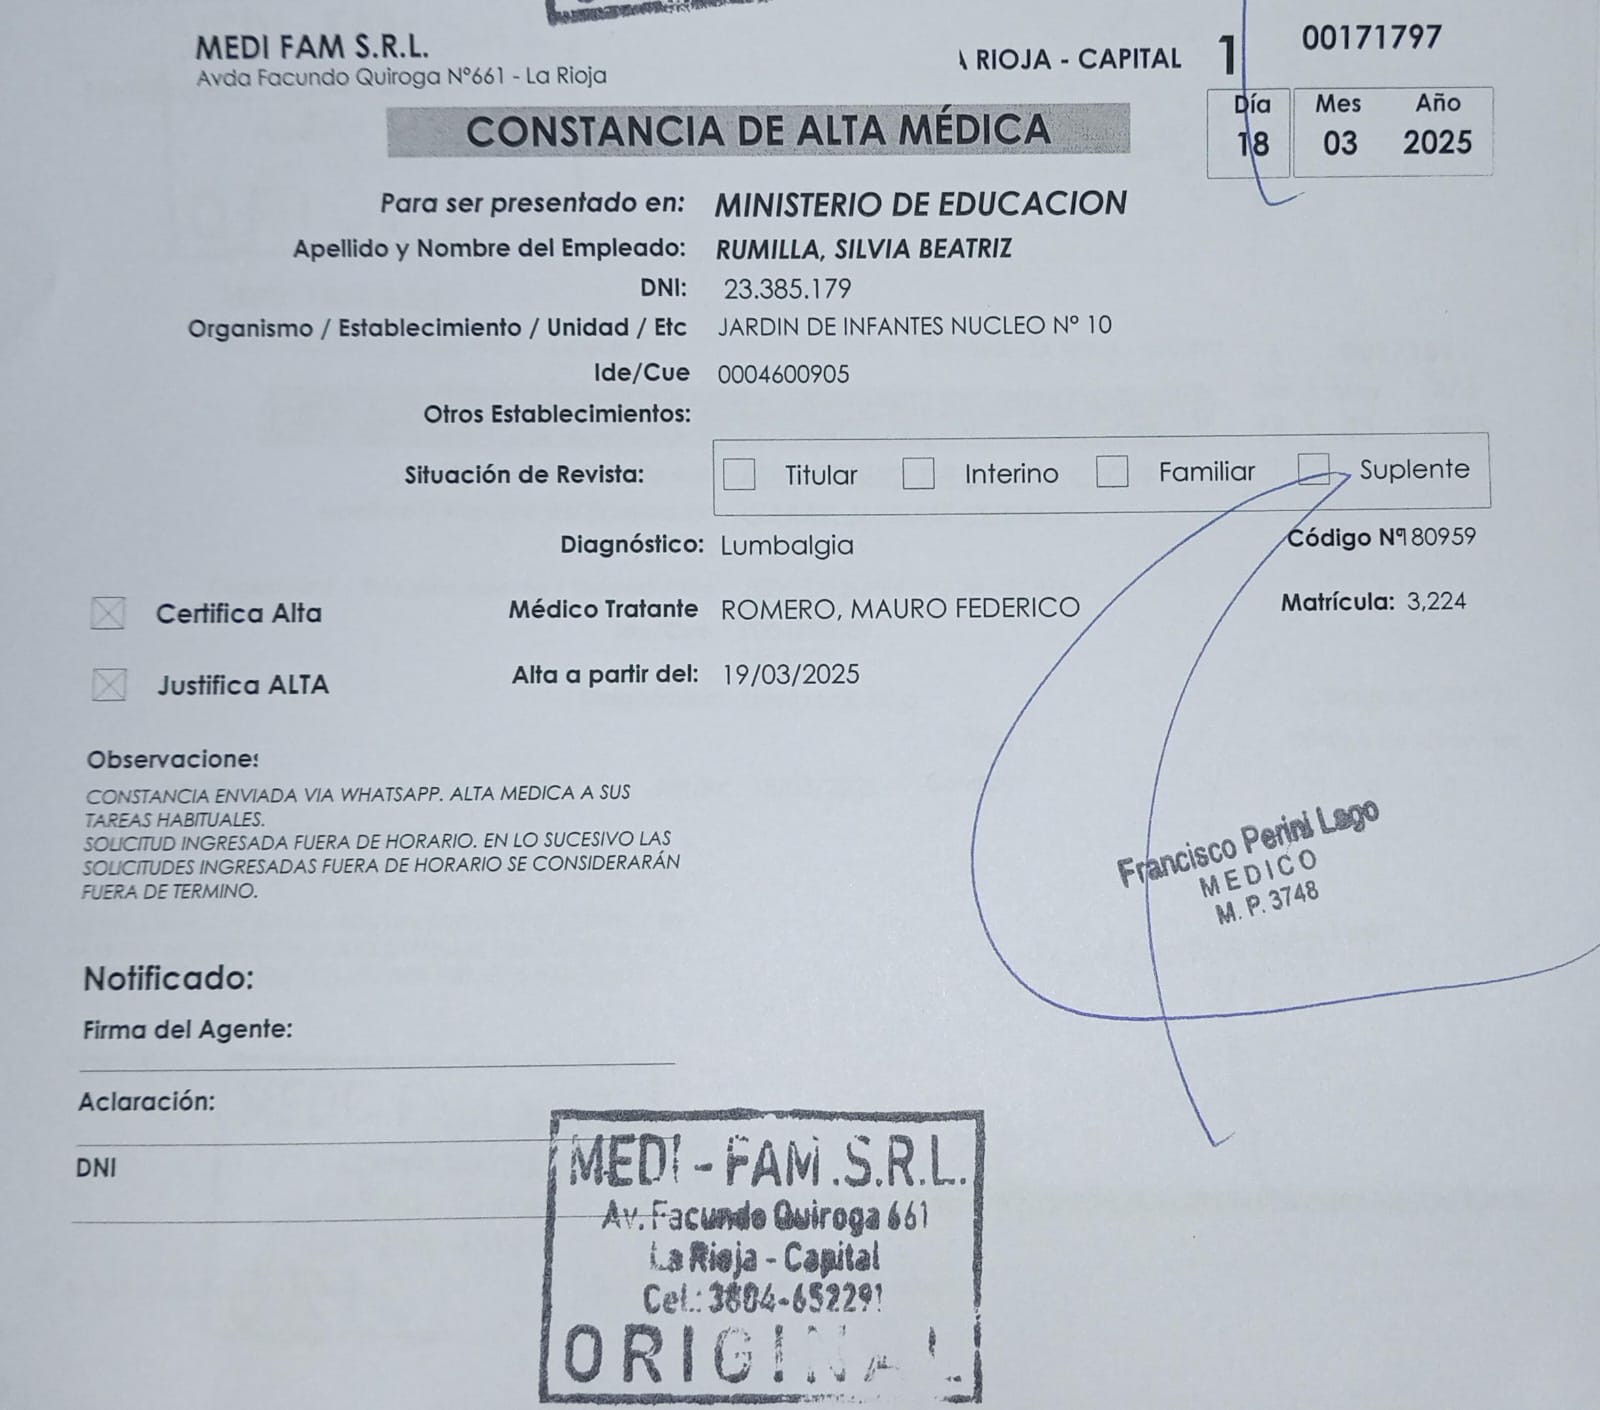 MEDI FAM S.R.L.
Avda Facundo Quiroga Nº661 - La Rioja
RIOJA - CAPITAL 1 00171797
Día Mes Año
18 03 2025
CONSTANCIA DE ALTA MÉDICA
Para ser presentado en: MINISTERIO DE EDUCACION
Apellido y Nombre del Empleado: RUMILLA, SILVIA BEATRIZ
DNI: 23.385.179
Organismo / Establecimiento / Unidad / Etc JARDIN DE INFANTES NUCLEO Nº 10
Ide/Cue 0004600905
Otros Establecimientos:
Situación de Revista: Titular Interino Familiar Suplente
Diagnóstico: Lumbalgia Código Nº180959
Certifica Alta Médico Tratante ROMERO, MAURO FEDERICO Matrícula: 3,224
Justifica ALTA Alta a partir del: 19/03/2025
Observaciones
CONSTANCIA ENVIADA VIA WHATSAPP. ALTA MEDICA A SUS
TAREAS HABITUALES.
SOLICITUD INGRESADA FUERA DE HORARIO. EN LO SUCESIVO LAS
SOLICITUDES INGRESADAS FUERA DE HORARIO SE CONSIDERARÁN
FUERA DE TERMINO.
Francisco Perini Lago
MEDICO
M. P. 3748
Notificado:
Firma del Agente:
Aclaración:
DNI
MEDI - FAM .S.R.L.
Av. Facundo Quiroga 661
La Rioja - Capital
Cel.: 3804-652291
ORIGINAL